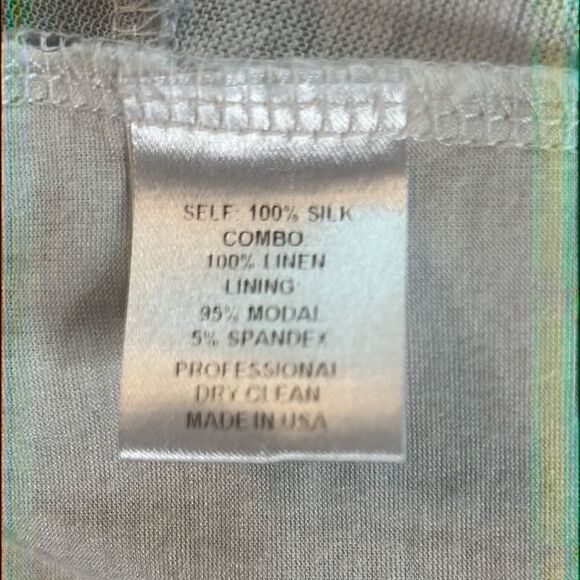 SELF: 100% SILK
COMBO:
100% LINEN
LINING:
95% MODAL
5% SPANDEX
PROFESSIONAL
DRY CLEAN
MADE IN USA